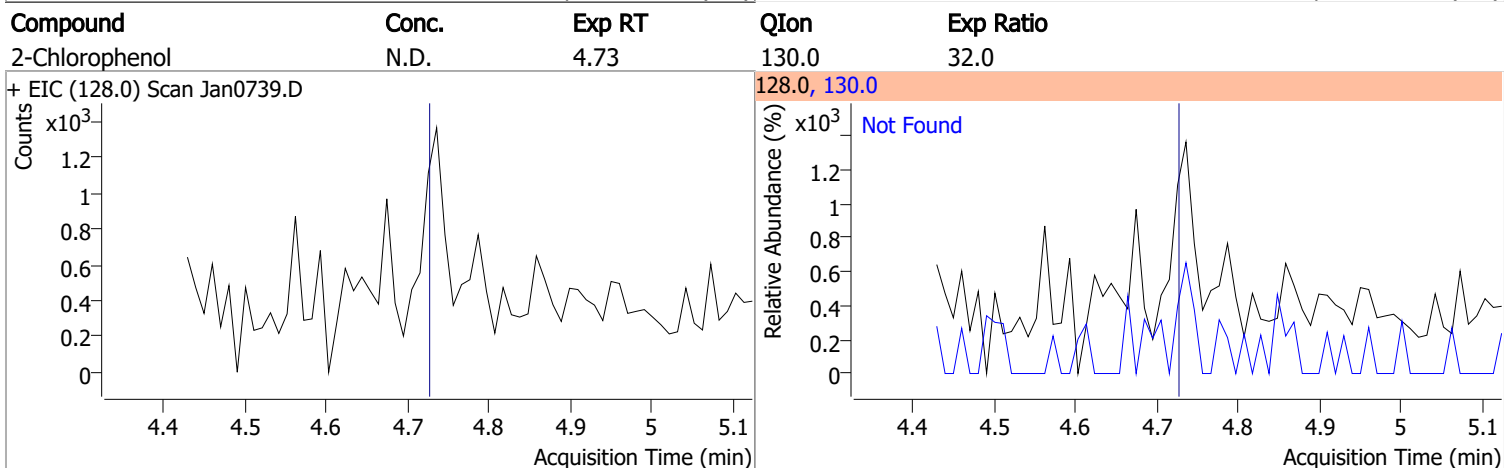 Compound Conc. Exp RT QIon Exp Ratio
2-Chlorophenol N.D. 4.73 130.0 32.0
+ EIC (128.0) Scan Jan0739.D
Counts
x10³
1.2
1
0.8
0.6
0.4
0.2
0
4.4 4.5 4.6 4.7 4.8 4.9 5 5.1
Acquisition Time (min)
128.0, 130.0
Relative Abundance (%)
x10³
Not Found
1.2
1
0.8
0.6
0.4
0.2
0
4.4 4.5 4.6 4.7 4.8 4.9 5 5.1
Acquisition Time (min)